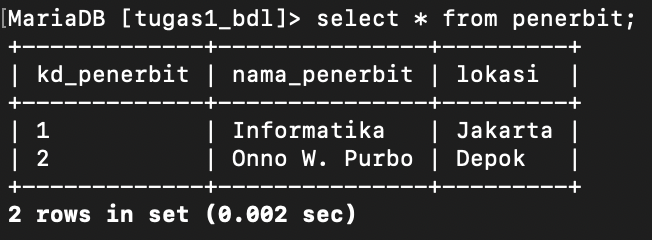 [MariaDB [tugas1_bdl]> select * from penerbit;
+-------------+---------------+---------+
| kd_penerbit | nama_penerbit | lokasi  |
+-------------+---------------+---------+
| 1           | Informatika   | Jakarta |
| 2           | Onno W. Purbo | Depok   |
+-------------+---------------+---------+
2 rows in set (0.002 sec)